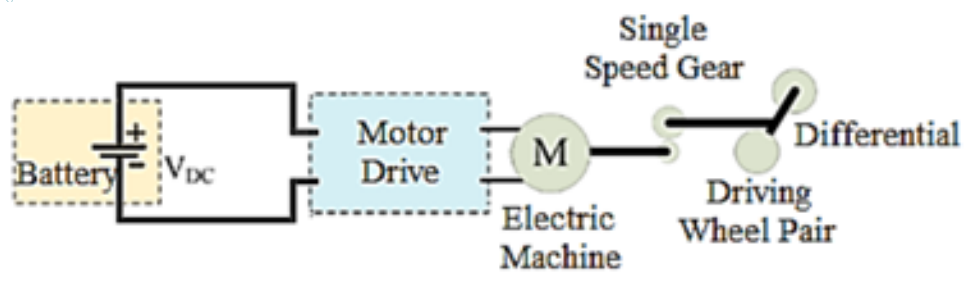 Single
Speed Gear
+
Motor
Drive
M
Differential
-
Battery
VDC
Driving
Wheel Pair
Electric
Machine